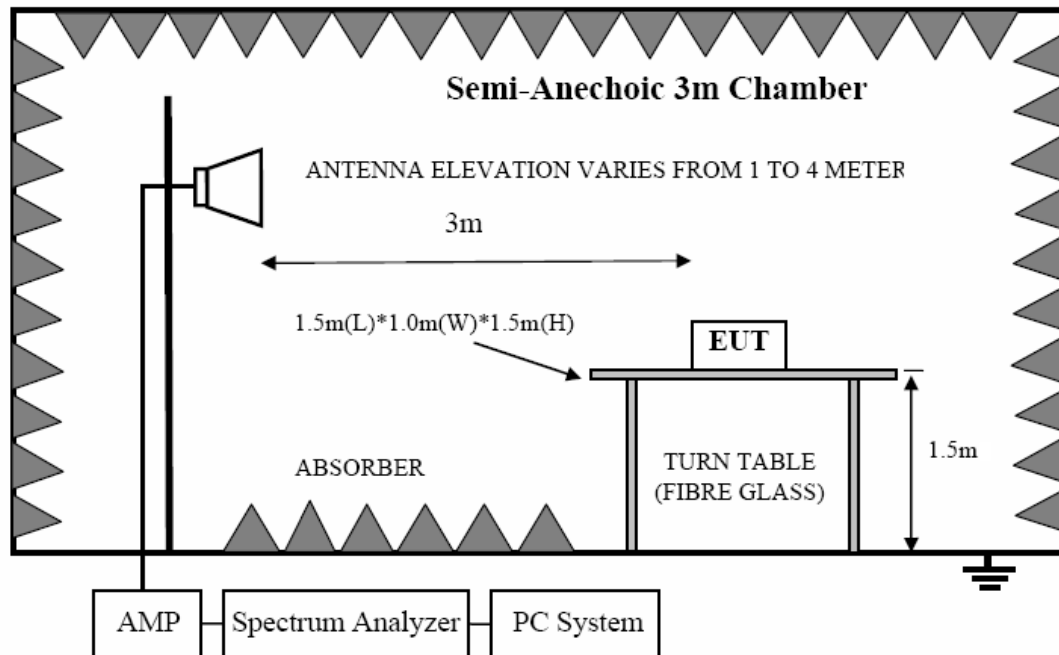 Semi-Anechoic 3m Chamber
ANTENNA ELEVATION VARIES FROM 1 TO 4 METER
3m
1.5m(L)*1.0m(W)*1.5m(H)
EUT
1.5m
ABSORBER
TURN TABLE
(FIBRE GLASS)
AMP
Spectrum Analyzer
PC System